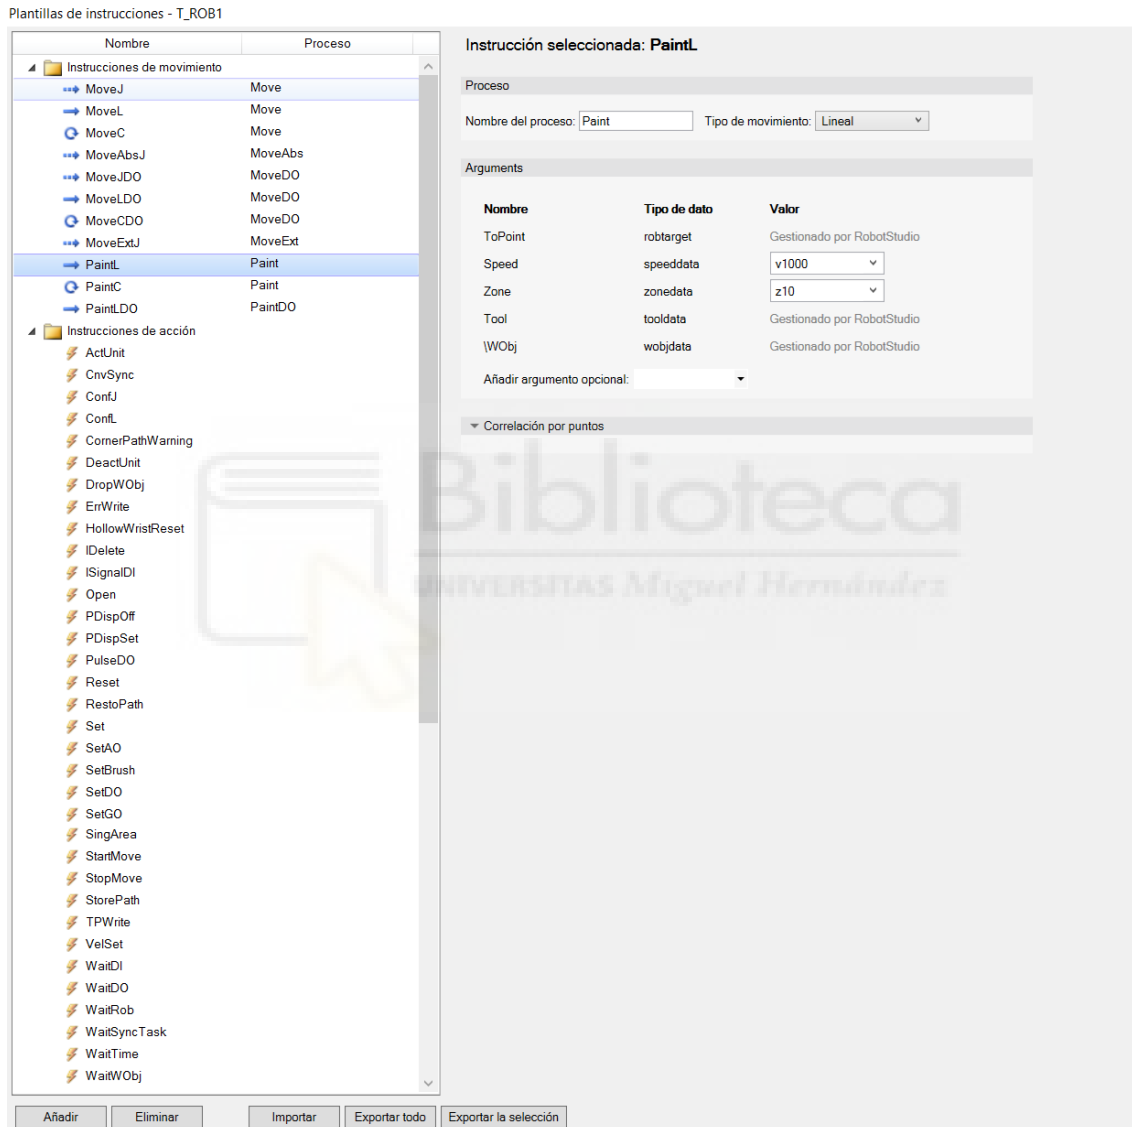 Plantillas de instrucciones - T_ROB1
Nombre Proceso
Instrucciones de movimiento
MoveJ Move
MoveL Move
MoveC Move
MoveAbsJ MoveAbs
MoveJDO MoveDO
MoveLDO MoveDO
MoveCDO MoveDO
MoveExtJ MoveExt
PaintL Paint
PaintC Paint
PaintLDO PaintDO
Instrucciones de acción
ActUnit
CnvSync
ConfJ
ConfL
CornerPathWarning
DeactUnit
DropWObj
ErrWrite
HollowWristReset
IDelete
ISignalDI
Open
PDispOff
PDispSet
PulseDO
Reset
RestoPath
Set
SetAO
SetBrush
SetDO
SetGO
SingArea
StartMove
StopMove
StorePath
TPWrite
VelSet
WaitDI
WaitDO
WaitRob
WaitSyncTask
WaitTime
WaitWObj
Añadir Eliminar Importar Exportar todo Exportar la selección
Instrucción seleccionada: PaintL
Proceso
Nombre del proceso: Paint Tipo de movimiento: Lineal
Arguments
Nombre Tipo de dato Valor
ToPoint robtarget Gestionado por RobotStudio
Speed speeddata v1000
Zone zonedata z10
Tool tooldata Gestionado por RobotStudio
\WObj wobjdata Gestionado por RobotStudio
Añadir argumento opcional:
Correlación por puntos
Biblioteca
UNIVERSITAS Miguel Hernández